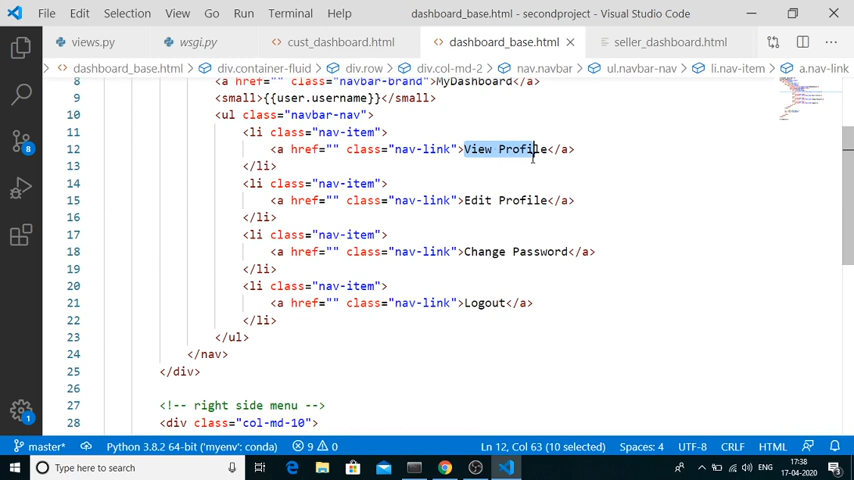 File Edit Selection View Go Run Terminal Help dashboard_base.html - secondproject - Visual Studio Code
views.py wsgi.py cust_dashboard.html dashboard_base.html seller_dashboard.html
dashboard_base.html > div.container-fluid > div.row > div.col-md-2 > nav.navbar > ul.navbar-nav > li.nav-item > a.nav-link
8 <a href="" class="navbar-brand">MyDashboard</a>
9 <small>{{user.username}}</small>
10 <ul class="navbar-nav">
11 <li class="nav-item">
12 <a href="" class="nav-link">View Profile</a>
13 </li>
14 <li class="nav-item">
15 <a href="" class="nav-link">Edit Profile</a>
16 </li>
17 <li class="nav-item">
18 <a href="" class="nav-link">Change Password</a>
19 </li>
20 <li class="nav-item">
21 <a href="" class="nav-link">Logout</a>
22 </li>
23 </ul>
24 </nav>
25 </div>
26
27 <!-- right side menu -->
28 <div class="col-md-10">
8
1
master* Python 3.8.2 64-bit ('myenv': conda) 9 0 Ln 12, Col 63 (10 selected) Spaces: 4 UTF-8 CRLF HTML
Type here to search
ENG
17:38
17-04-2020
3